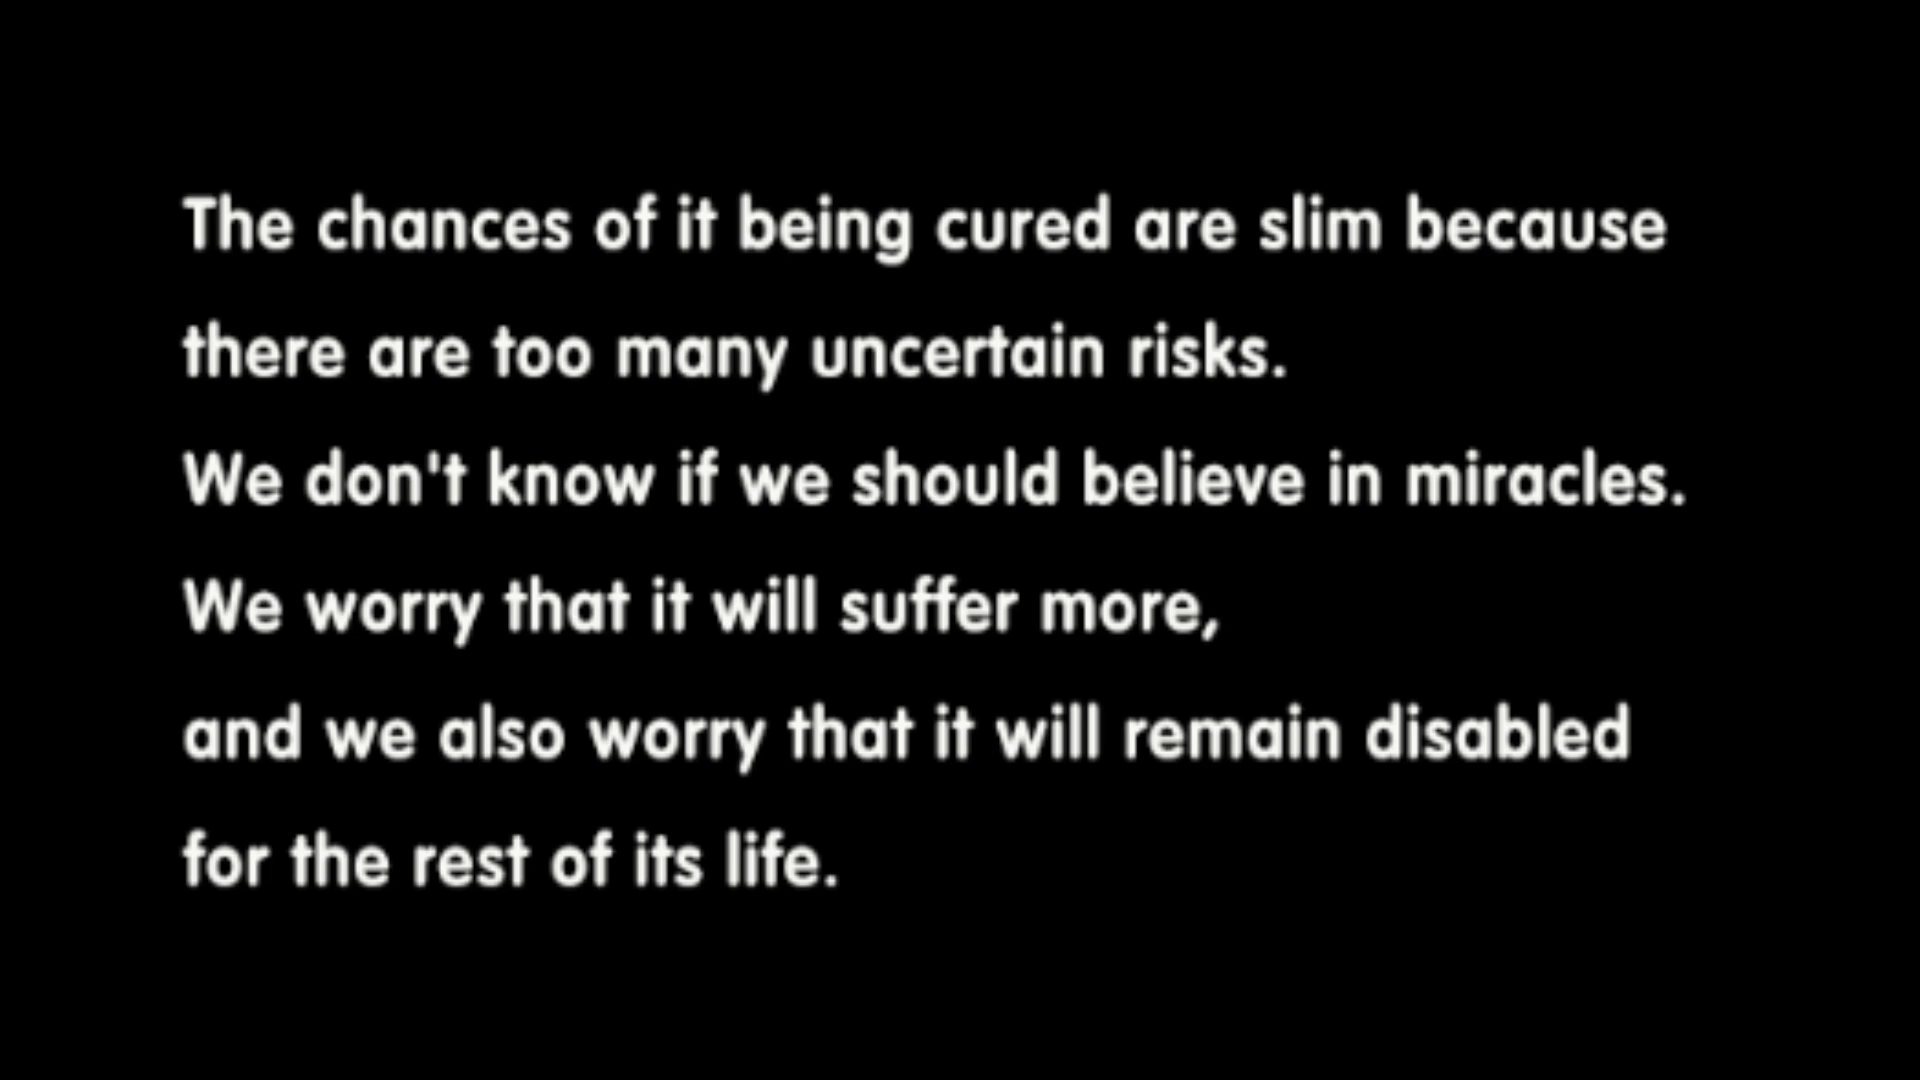 The chances of it being cured are slim because
there are too many uncertain risks.
We don't know if we should believe in miracles.
We worry that it will suffer more,
and we also worry that it will remain disabled
for the rest of its life.